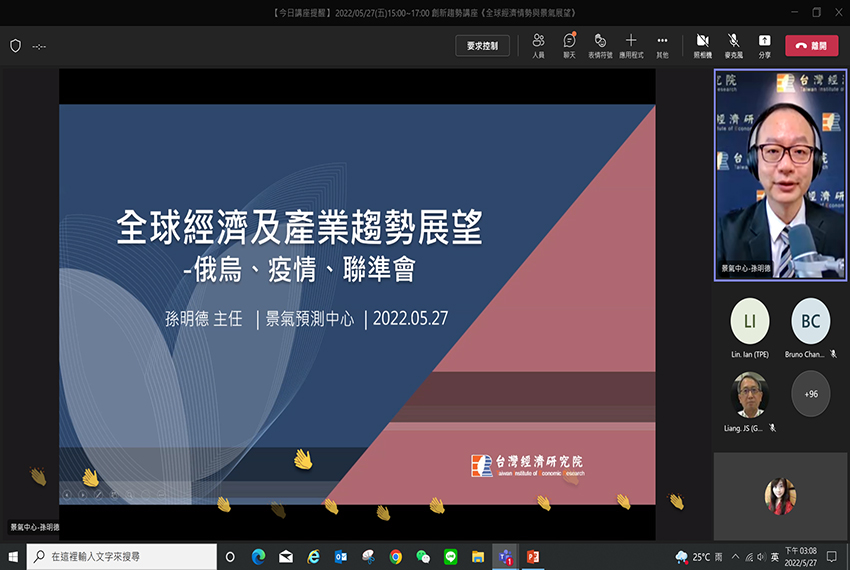 【今日講座提醒】 2022/05/27(五)15:00~17:00 創新趨勢講座《全球經濟情勢與景氣展望》
--:--
要求控制
人員
聊天
表情符號
應用程式
其他
照相機
麥克風
分享
離開
全球經濟及產業趨勢展望
-俄烏、疫情、聯準會
孫明德 主任 | 景氣預測中心 | 2022.05.27
台灣經濟研究院
Taiwan Institute of Economic Research
景氣中心-孫明德
景氣中心-孫明德
LI
BC
Lin. Ian (TPE)
Bruno Chan...
+96
Liang. JS (G...
在這裡輸入文字來搜尋
25°C 雨
英
下午 03:08
2022/5/27